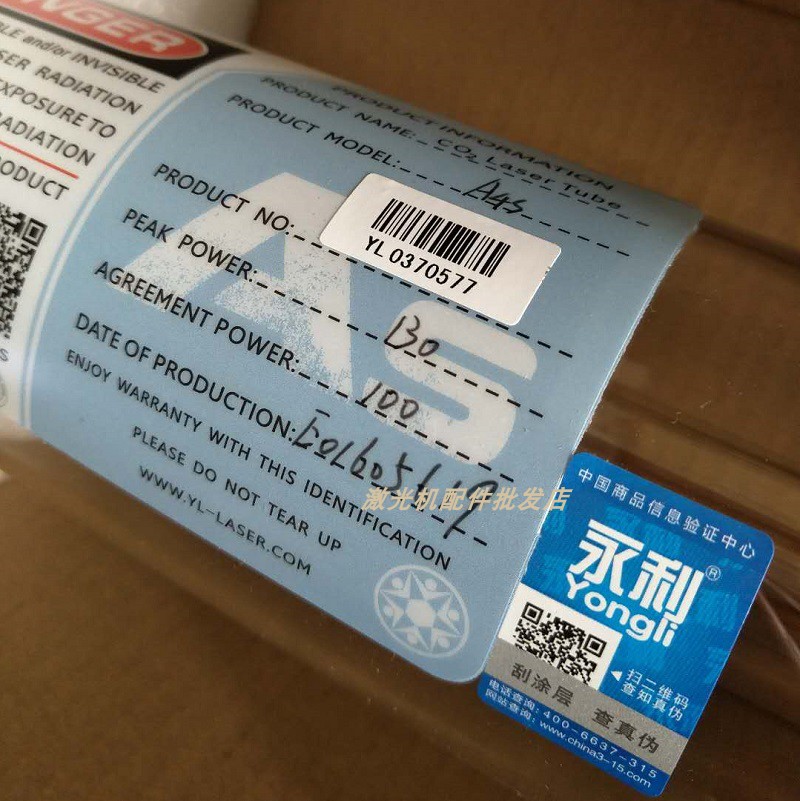 DANGER
BLE and/or INVISIBLE
SER RADIATION
EXPOSURE TO
RADIATION
ODUCT
S
As
PRODUCT INFORMATION
PRODUCT NAME: CO₂ Laser Tube
PRODUCT MODEL: A4s
PRODUCT NO:
YL 0370577
PEAK POWER: 130
AGREEMENT POWER: 100
DATE OF PRODUCTION:
ENJOY WARRANTY WITH THIS IDENTIFICATION
PLEASE DO NOT TEAR UP
WWW.YL-LASER.COM
激光机配件批发店
中国商品信息验证中心
永利®
Yongli
扫二维码
查知真伪
刮涂层 查真伪
电话查询:400-6637-315
网站查询:www.china3-15.com